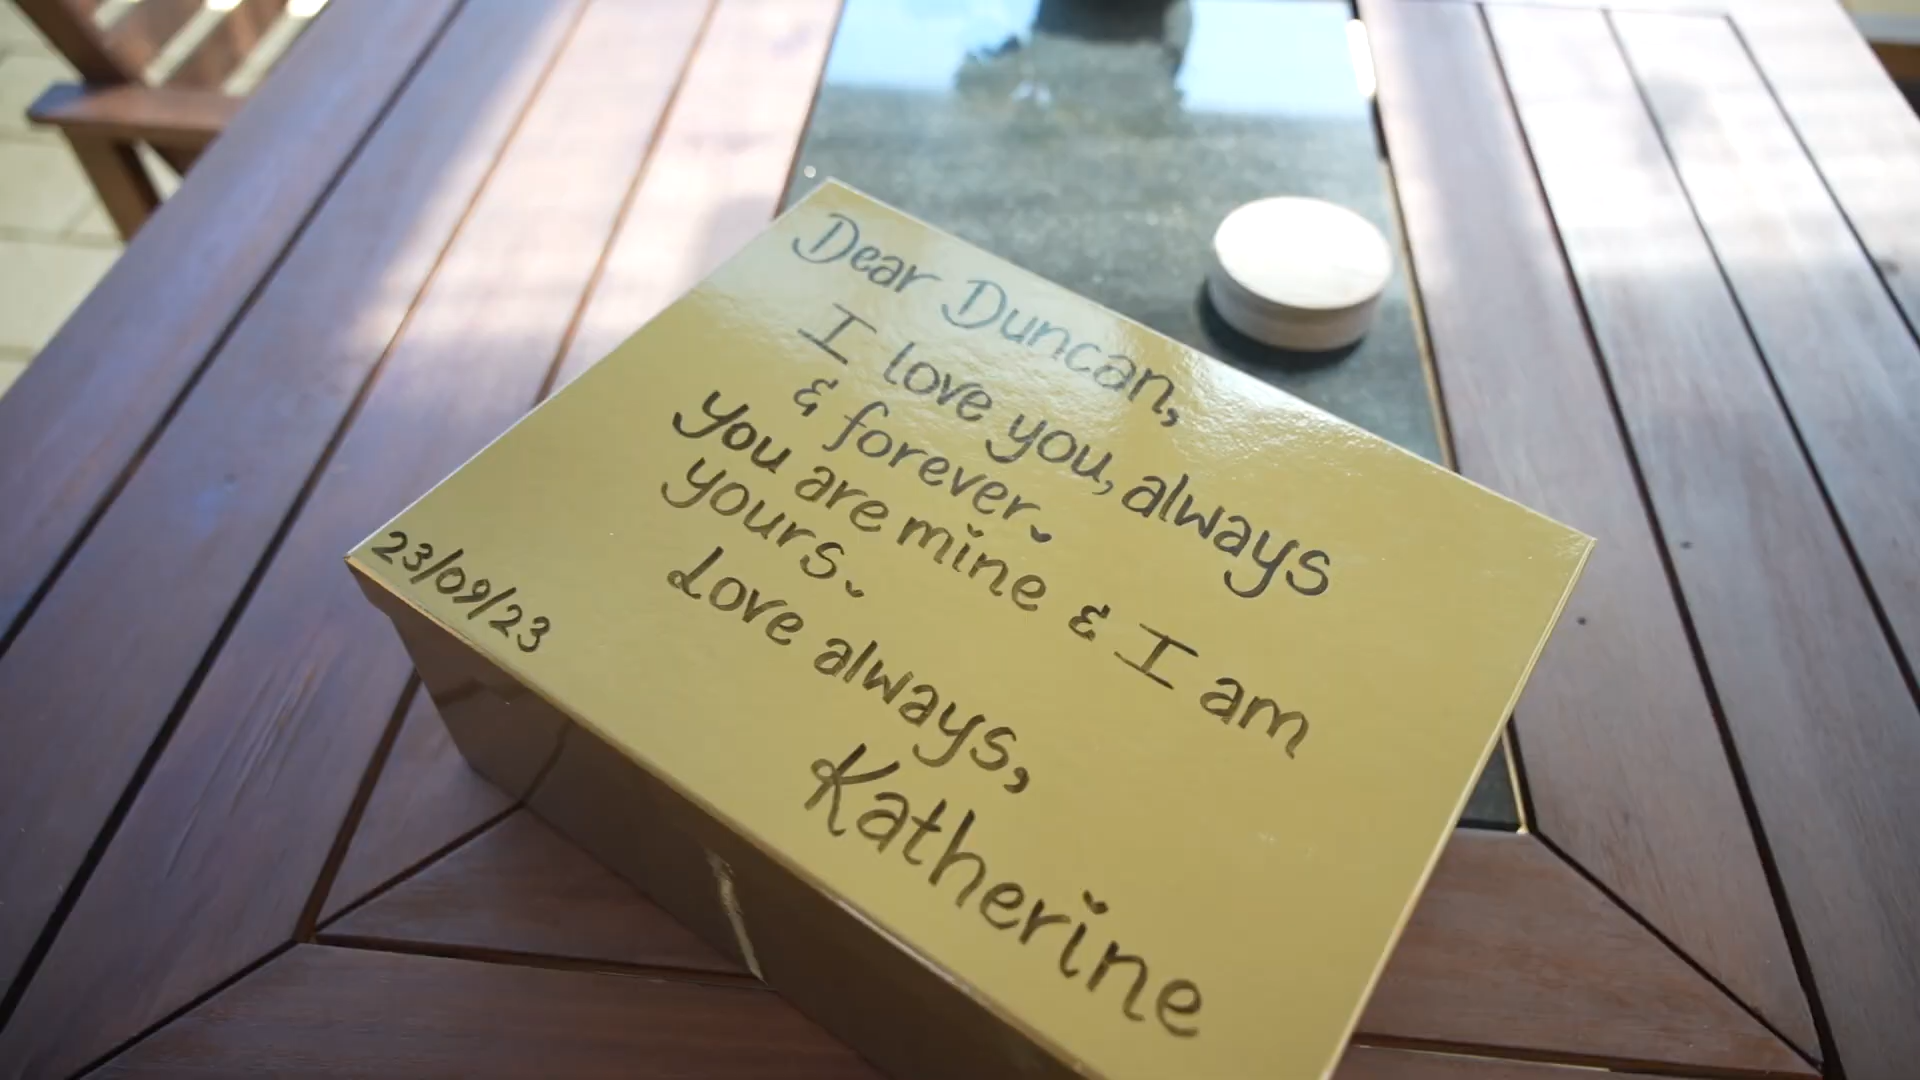 Dear Duncan,
I love you, always
& forever.
You are mine & I am
yours.
Love always,
Katherine
23/09/23